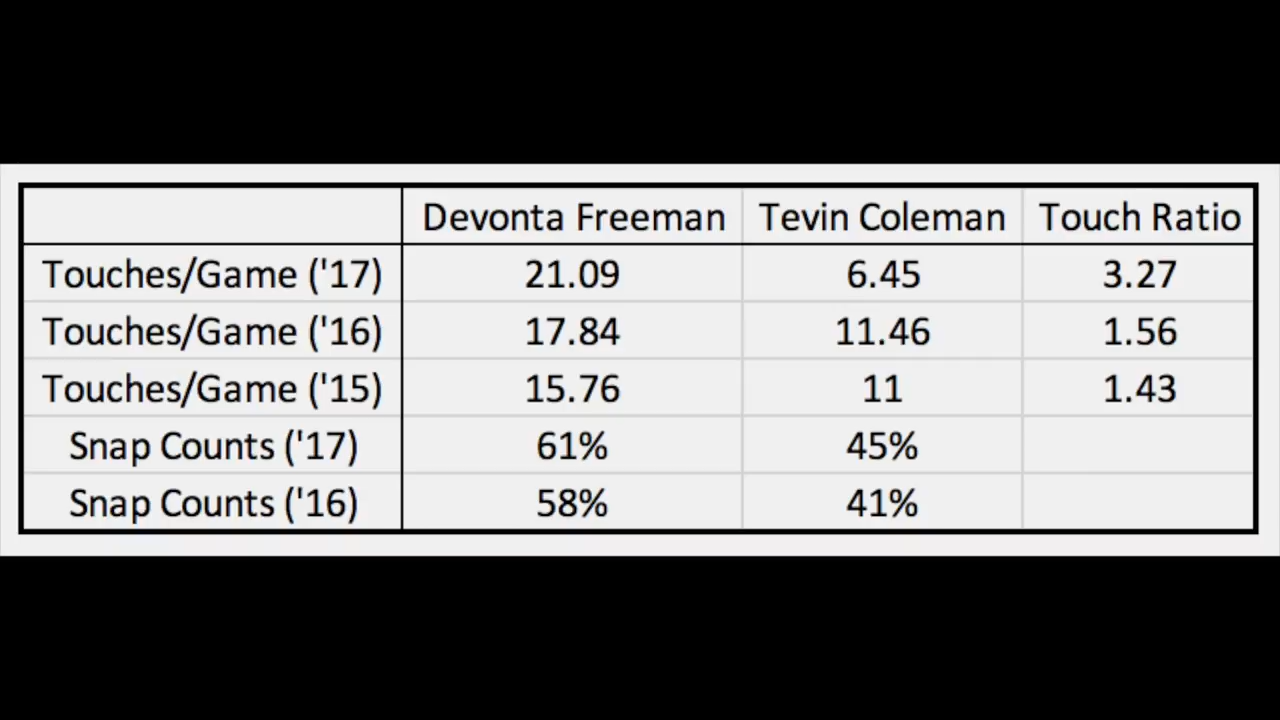 Devonta Freeman Tevin Coleman Touch Ratio
Touches/Game ('17) 21.09 6.45 3.27
Touches/Game ('16) 17.84 11.46 1.56
Touches/Game ('15) 15.76 11 1.43
Snap Counts ('17) 61% 45%
Snap Counts ('16) 58% 41%